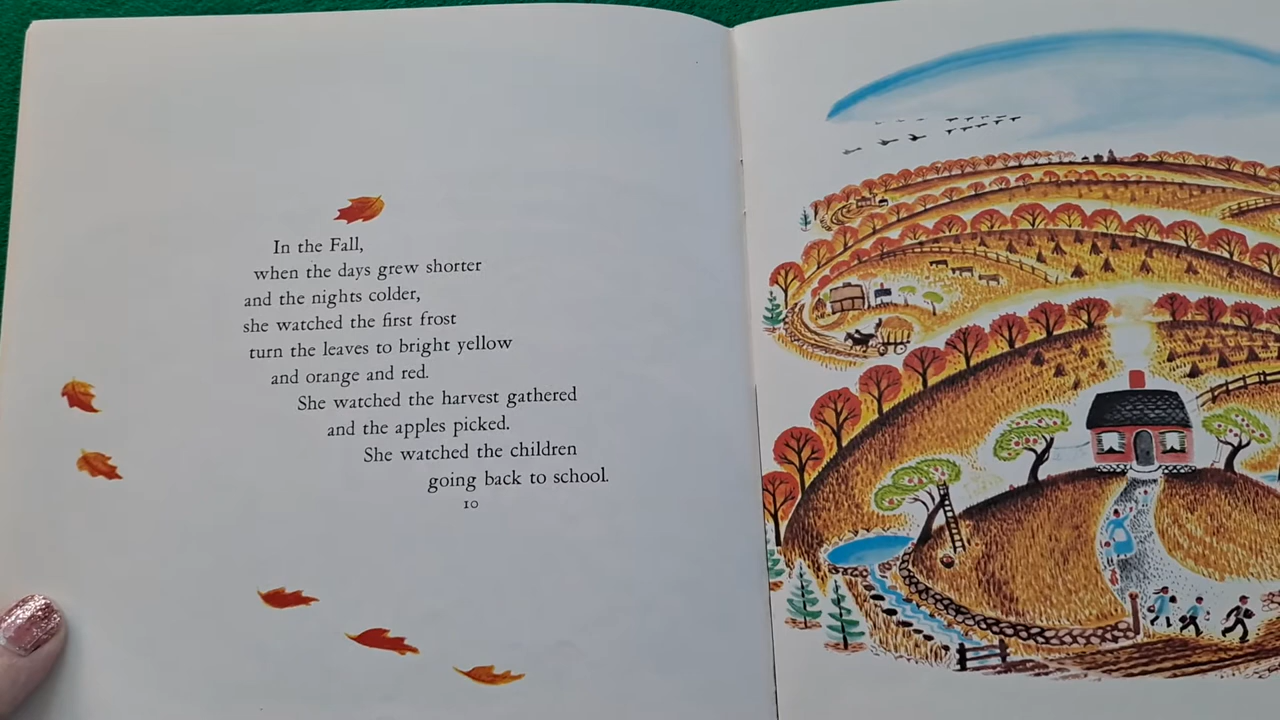 In the Fall,
when the days grew shorter
and the nights colder,
she watched the first frost
turn the leaves to bright yellow
and orange and red.
She watched the harvest gathered
and the apples picked.
She watched the children
going back to school.
10